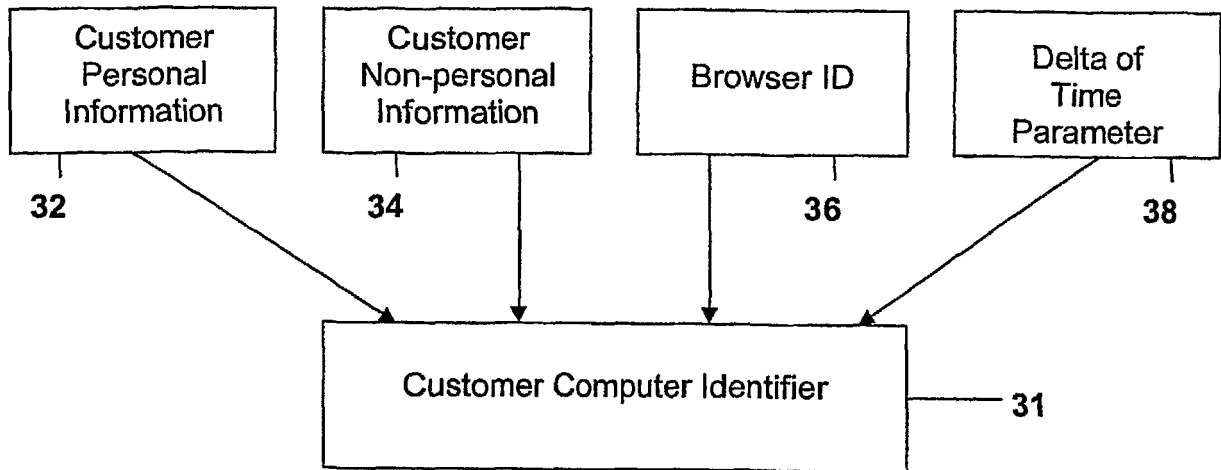 Customer
Personal
Information
Customer
Non-personal
Information
Browser ID
Delta of
Time
Parameter
32
34
36
38
Customer Computer Identifier
31